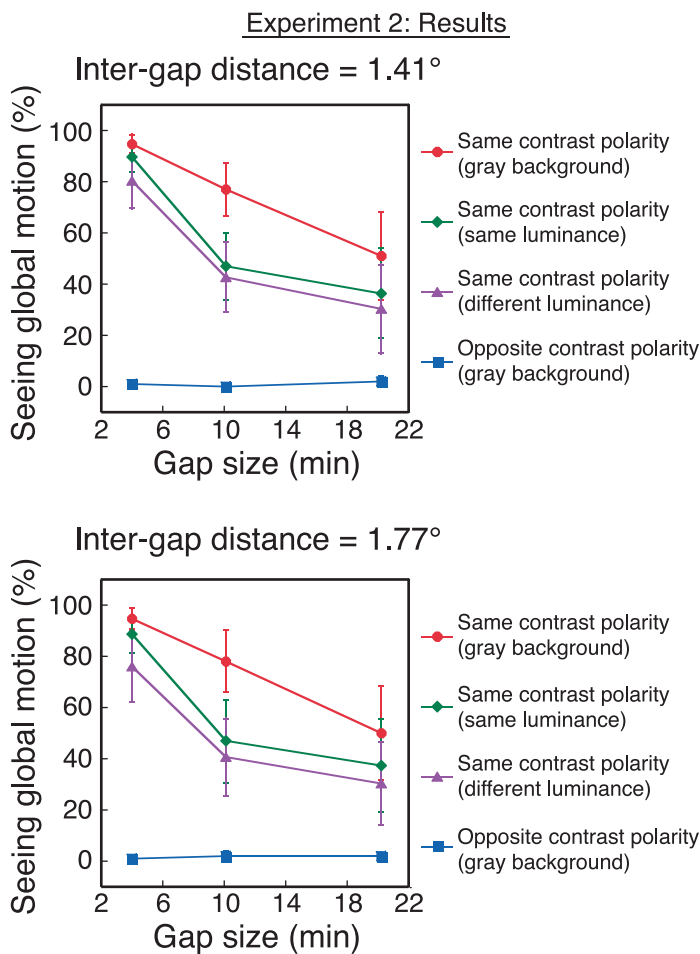 Experiment 2: Results
Inter-gap distance = 1.41°
Seeing global motion (%)
100
80
60
40
20
0
2 6 10 14 18 22
Gap size (min)
Same contrast polarity
(gray background)
Same contrast polarity
(same luminance)
Same contrast polarity
(different luminance)
Opposite contrast polarity
(gray background)
Inter-gap distance = 1.77°
Seeing global motion (%)
100
80
60
40
20
0
2 6 10 14 18 22
Gap size (min)
Same contrast polarity
(gray background)
Same contrast polarity
(same luminance)
Same contrast polarity
(different luminance)
Opposite contrast polarity
(gray background)